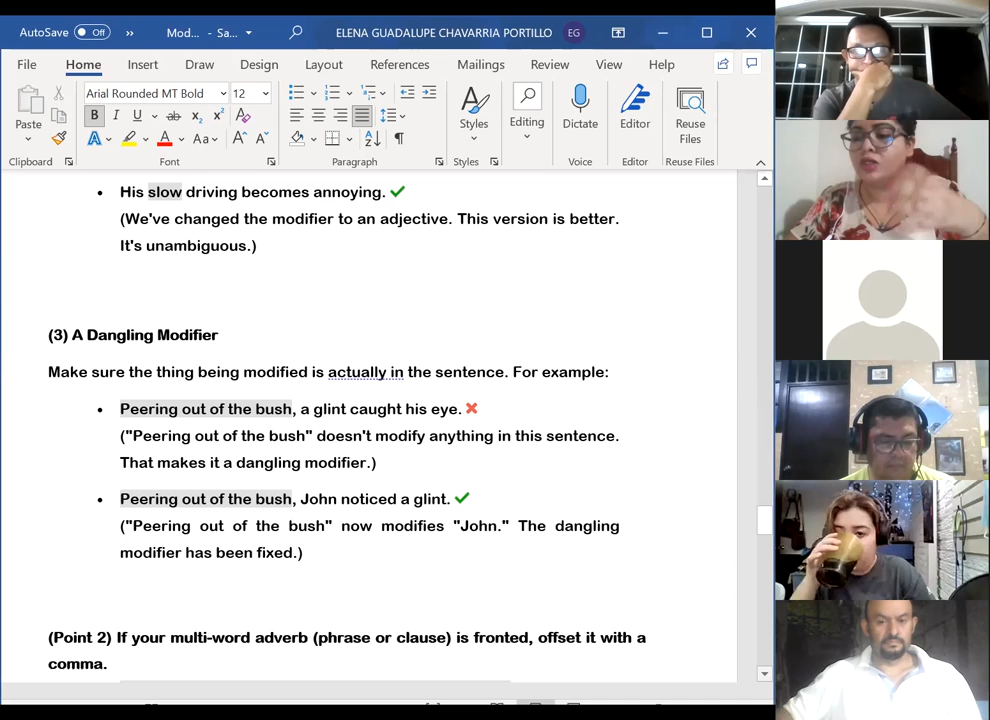 AutoSave Off Mod... - Sa... ELENA GUADALUPE CHAVARRIA PORTILLO EG
File Home Insert Draw Design Layout References Mailings Review View Help
Arial Rounded MT Bold 12
Paste Styles Editing Dictate Editor Reuse Files
Clipboard Font Paragraph Styles Voice Editor Reuse Files
• His slow driving becomes annoying. ✓
(We've changed the modifier to an adjective. This version is better.
It's unambiguous.)
(3) A Dangling Modifier
Make sure the thing being modified is actually in the sentence. For example:
• Peering out of the bush, a glint caught his eye. ✗
("Peering out of the bush" doesn't modify anything in this sentence.
That makes it a dangling modifier.)
• Peering out of the bush, John noticed a glint. ✓
("Peering out of the bush" now modifies "John." The dangling
modifier has been fixed.)
(Point 2) If your multi-word adverb (phrase or clause) is fronted, offset it with a
comma.